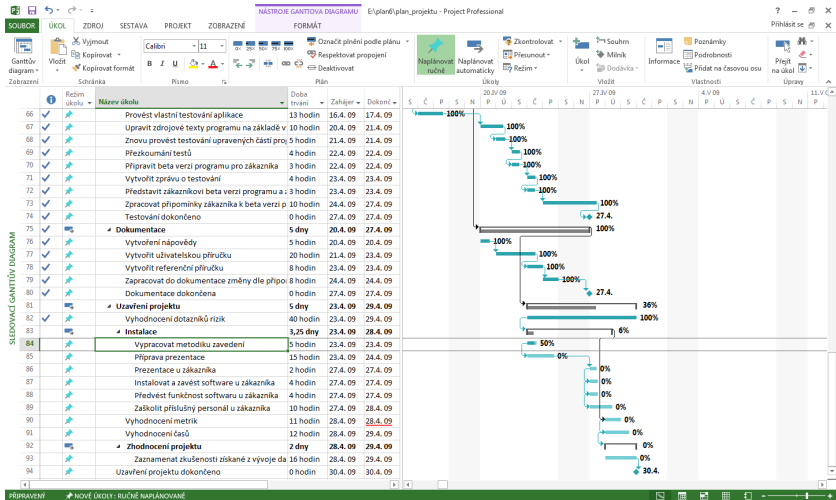 NÁSTROJE GANTTOVA DIAGRAMU E:\plan6\plan_projektu - Project Professional
SOUBOR ÚKOL ZDROJ SESTAVA PROJEKT ZOBRAZENÍ FORMÁT Přihlásit se
Ganttův diagram
Vložit
Vyjmout
Kopírovat
Kopírovat formát
Calibri 11
B I U
Označit plnění podle plánu
Respektovat propojení
Deaktivovat
Naplánovat ručně
Naplánovat automaticky
Zkontrolovat
Přesunout
Režim
Úkol
Souhrn
Milník
Dodávka
Informace
Poznámky
Podrobnosti
Přidat na časovou osu
Přejít na úkol
Zobrazení Schránka Písmo Plán Úkoly Vložit Vlastnosti Úpravy
Režim úkolu Název úkolu Doba trvání Zahájer Dokonč
20.IV 09 27.IV 09 4.V 09 11.V
S Č P S N P Ú S Č P S N P Ú S Č P S N P Ú S Č P S N P
66 Provést vlastní testování aplikace 13 hodin 16.4. 09 17.4. 09 100%
67 Upravit zdrojové texty programu na základě v 10 hodin 20.4. 09 21.4. 09 100%
68 Znovu provést testování upravených částí proj 5 hodin 21.4. 09 22.4. 09 100%
69 Přezkoumání testů 4 hodin 22.4. 09 22.4. 09 100%
70 Připravit beta verzi programu pro zákazníka 3 hodin 22.4. 09 22.4. 09 100%
71 Vytvořit zprávu o testování 4 hodin 23.4. 09 23.4. 09 100%
72 Představit zákazníkovi beta verzi programu a z 3 hodin 23.4. 09 23.4. 09 100%
73 Zpracovat připomínky zákazníka k beta verzi p 10 hodin 24.4. 09 27.4. 09 100%
74 Testování dokončeno 0 hodin 27.4. 09 27.4. 09 27.4.
75 Dokumentace 5 dny 20.4. 09 27.4. 09 100%
76 Vytvoření nápovědy 5 hodin 20.4. 09 20.4. 09 100%
77 Vytvořit uživatelskou příručku 20 hodin 21.4. 09 23.4. 09 100%
78 Vytvořit referenční příručku 8 hodin 23.4. 09 23.4. 09 100%
79 Zapracovat do dokumentace změny dle připoi 8 hodin 24.4. 09 24.4. 09 100%
80 Dokumentace dokončena 0 hodin 27.4. 09 27.4. 09 27.4.
81 Uzavření projektu 5 dny 23.4. 09 29.4. 09 36%
82 Vyhodnocení dotazníků rizik 40 hodin 23.4. 09 29.4. 09 100%
83 Instalace 3,25 dny 23.4. 09 28.4. 09 6%
84 Vypracovat metodiku zavedení 5 hodin 23.4. 09 23.4. 09 50%
85 Příprava prezentace 15 hodin 23.4. 09 24.4. 09 0%
86 Prezentace u zákazníka 2 hodin 27.4. 09 27.4. 09 0%
87 Instalovat a zavést software u zákazníka 4 hodin 27.4. 09 27.4. 09 0%
88 Předvést funkčnost software u zákazníka 4 hodin 27.4. 09 27.4. 09 0%
89 Zaškolit příslušný personál u zákazníka 10 hodin 27.4. 09 28.4. 09 0%
90 Vyhodnocení metrik 11 hodin 28.4. 09 28.4. 09 0%
91 Vyhodnocení časů 12 hodin 28.4. 09 29.4. 09 0%
92 Zhodnocení projektu 2 dny 28.4. 09 29.4. 09 0%
93 Zaznamenat zkušenosti získané z vývoje da 16 hodin 28.4. 09 29.4. 09 0%
94 Uzavření projektu dokončeno 0 hodin 30.4. 09 30.4. 09 30.4.
SLEDOVACÍ GANTTŮV DIAGRAM
PŘIPRAVENÝ NOVÉ ÚKOLY: RUČNĚ NAPLÁNOVANÉ